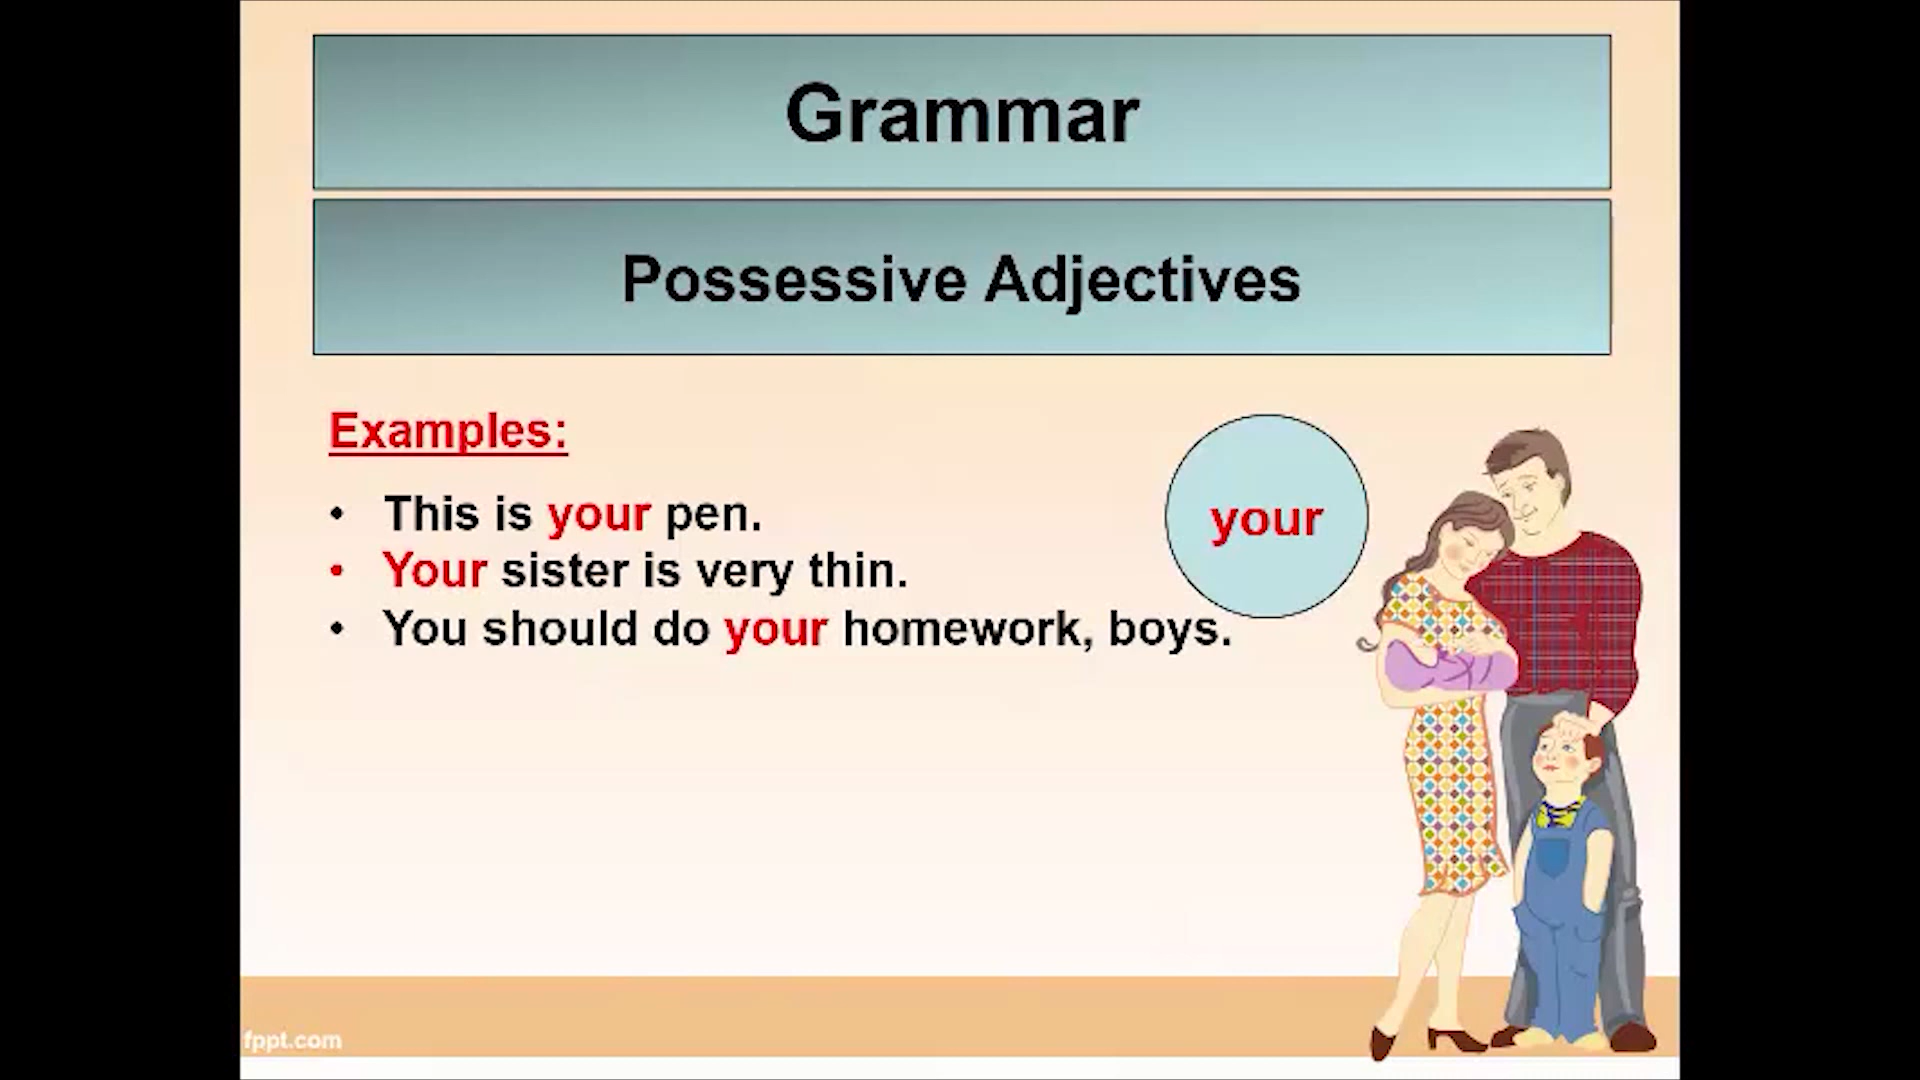 Grammar
Possessive Adjectives
Examples:
• This is your pen.
• Your sister is very thin.
• You should do your homework, boys.
your
fppt.com